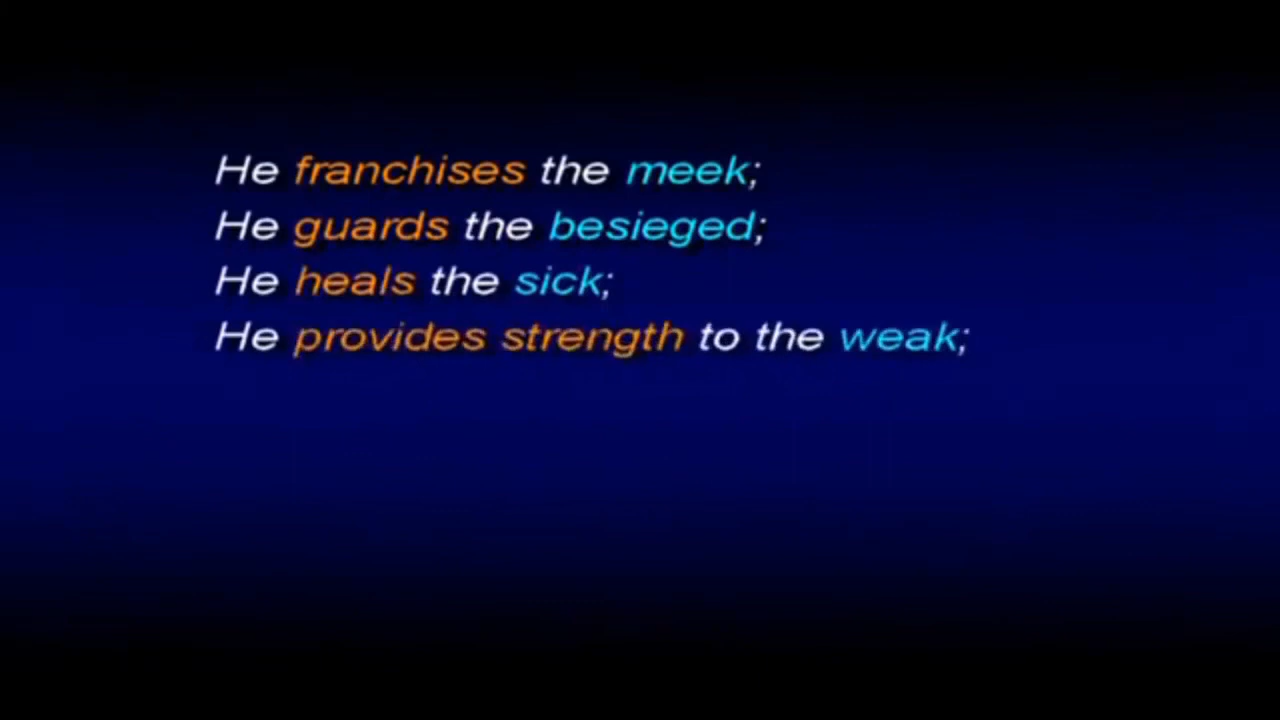 He franchises the meek;
He guards the besieged;
He heals the sick;
He provides strength to the weak;